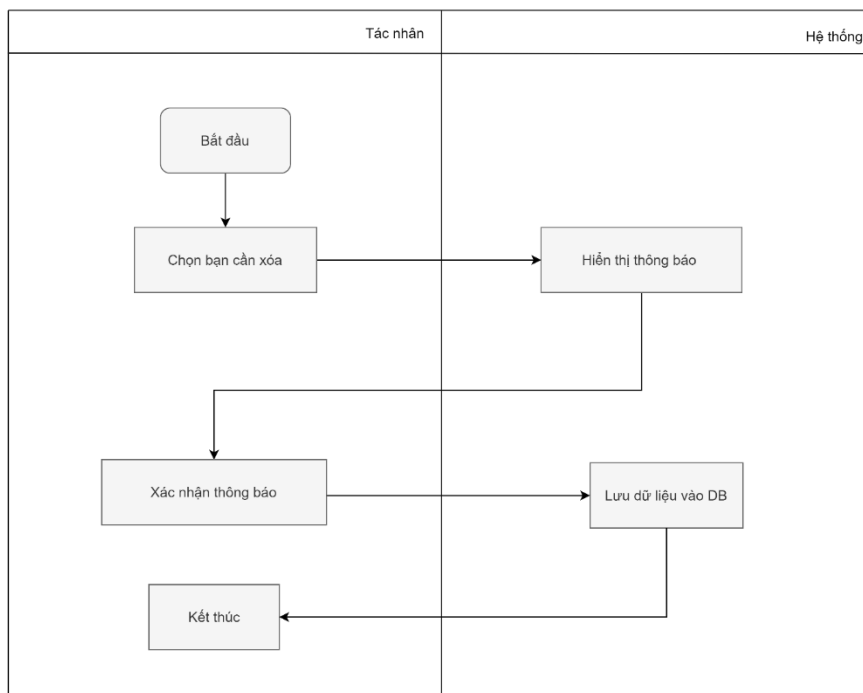 Tác nhân
Hệ thống
Bắt đầu
Chọn bạn cần xóa
Hiển thị thông báo
Xác nhận thông báo
Lưu dữ liệu vào DB
Kết thúc